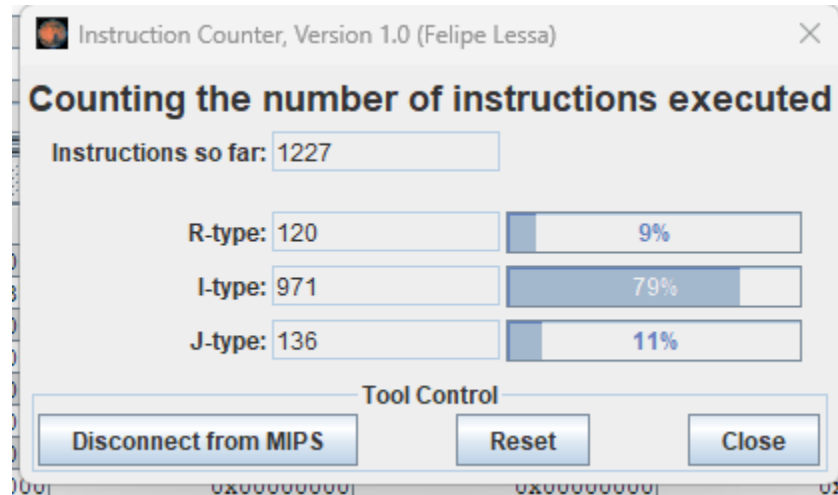 Instruction Counter, Version 1.0 (Felipe Lessa)
Counting the number of instructions executed
Instructions so far: 1227
R-type: 120 9%
I-type: 971 79%
J-type: 136 11%
Tool Control
Disconnect from MIPS Reset Close